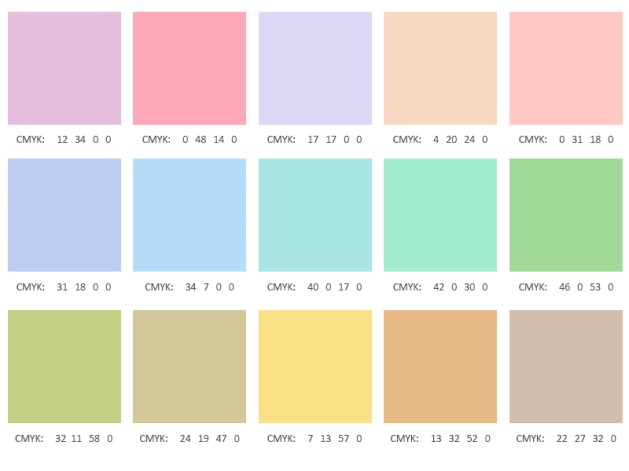 CMYK: 12 34 0 0
CMYK: 0 48 14 0
CMYK: 17 17 0 0
CMYK: 4 20 24 0
CMYK: 0 31 18 0
CMYK: 31 18 0 0
CMYK: 34 7 0 0
CMYK: 40 0 17 0
CMYK: 42 0 30 0
CMYK: 46 0 53 0
CMYK: 32 11 58 0
CMYK: 24 19 47 0
CMYK: 7 13 57 0
CMYK: 13 32 52 0
CMYK: 22 27 32 0